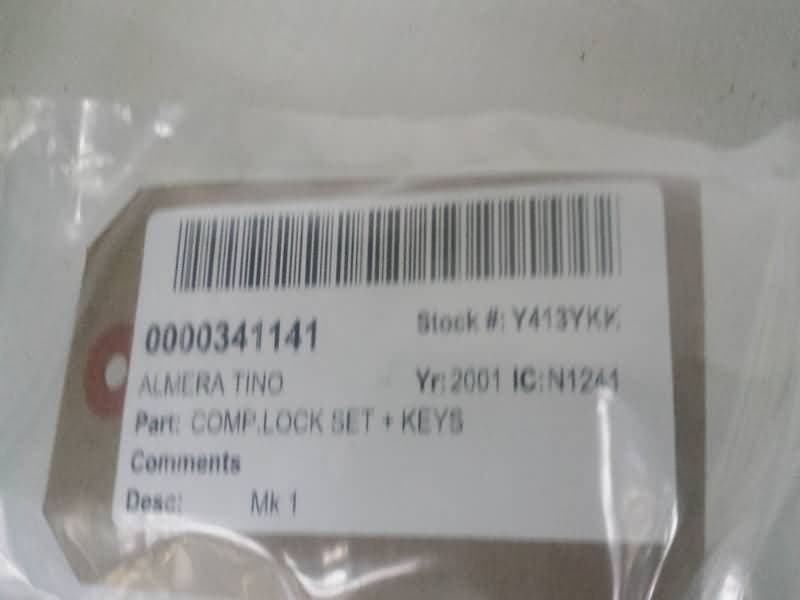 0000341141 Stock #: Y413YKK
ALMERA TINO Yr: 2001 IC: N1241
Part: COMP.LOCK SET + KEYS
Comments
Desc: Mk 1